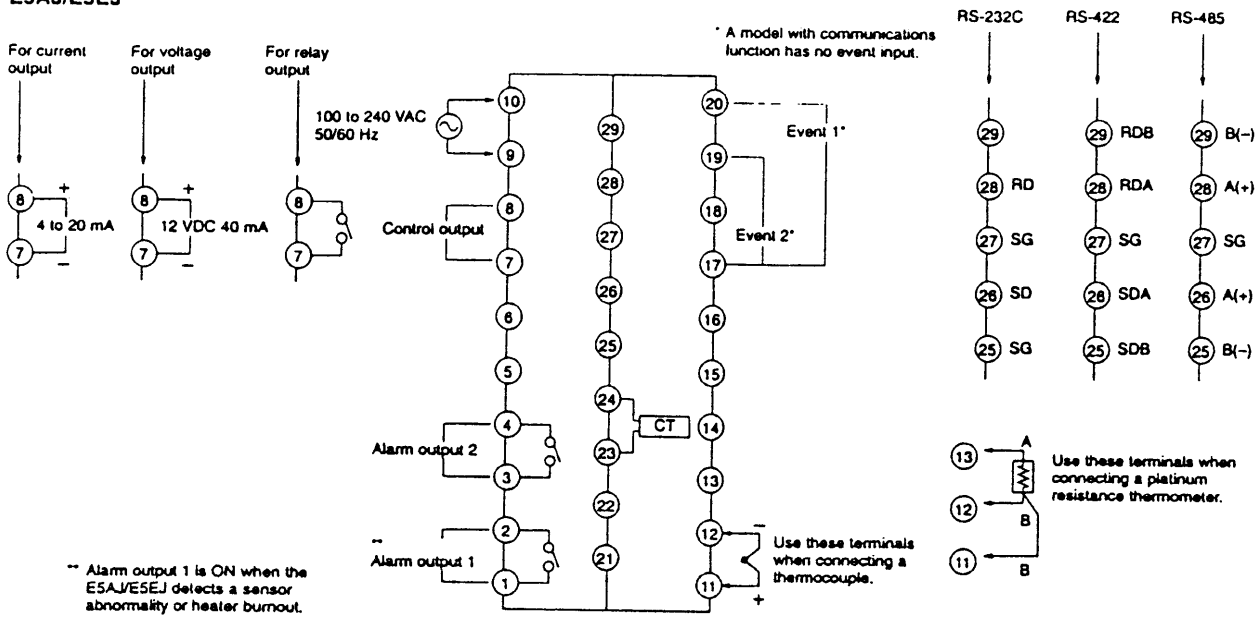 E5AJ/E5EJ
For current
output
For voltage
output
For relay
output
8
+
4 to 20 mA
7
–
8
+
12 VDC 40 mA
7
–
8
7
100 to 240 VAC
50/60 Hz
10
9
8
Control output
7
6
5
4
Alarm output 2
3
2
** Alarm output 1
1
** Alarm output 1 is ON when the
E5AJ/E5EJ detects a sensor
abnormality or heater burnout.
29
28
27
26
25
24
CT
23
22
21
* A model with communications
function has no event input.
20
Event 1*
19
18
Event 2*
17
16
15
14
13
12
–
11
+
Use these terminals
when connecting a
thermocouple.
RS-232C
29
28 RD
27 SG
26 SD
25 SG
RS-422
29 RDB
28 RDA
27 SG
26 SDA
25 SDB
RS-485
29 B(–)
28 A(+)
27 SG
26 A(+)
25 B(–)
13
A
12
B
11
B
Use these terminals when
connecting a platinum
resistance thermometer.